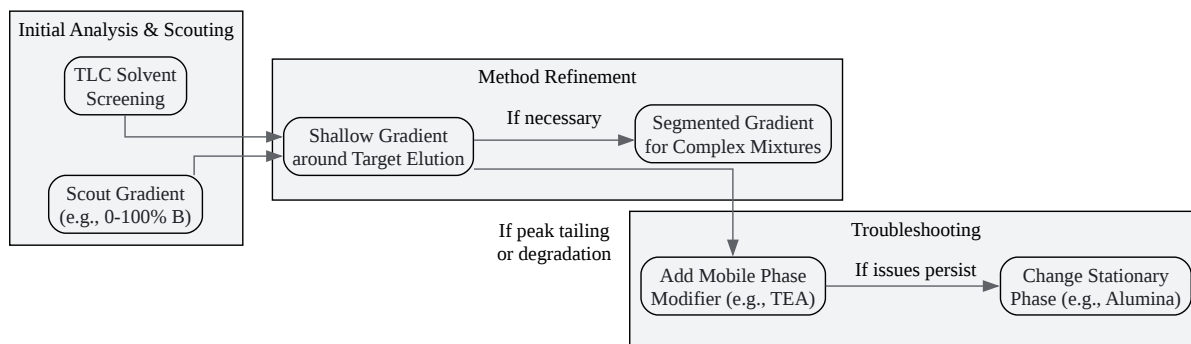 Initial Analysis & Scouting
TLC Solvent
Screening
Scout Gradient
(e.g., 0-100% B)
Method Refinement
Shallow Gradient
around Target Elution
If necessary
Segmented Gradient
for Complex Mixtures
If peak tailing
or degradation
Troubleshooting
Add Mobile Phase
Modifier (e.g., TEA)
If issues persist
Change Stationary
Phase (e.g., Alumina)